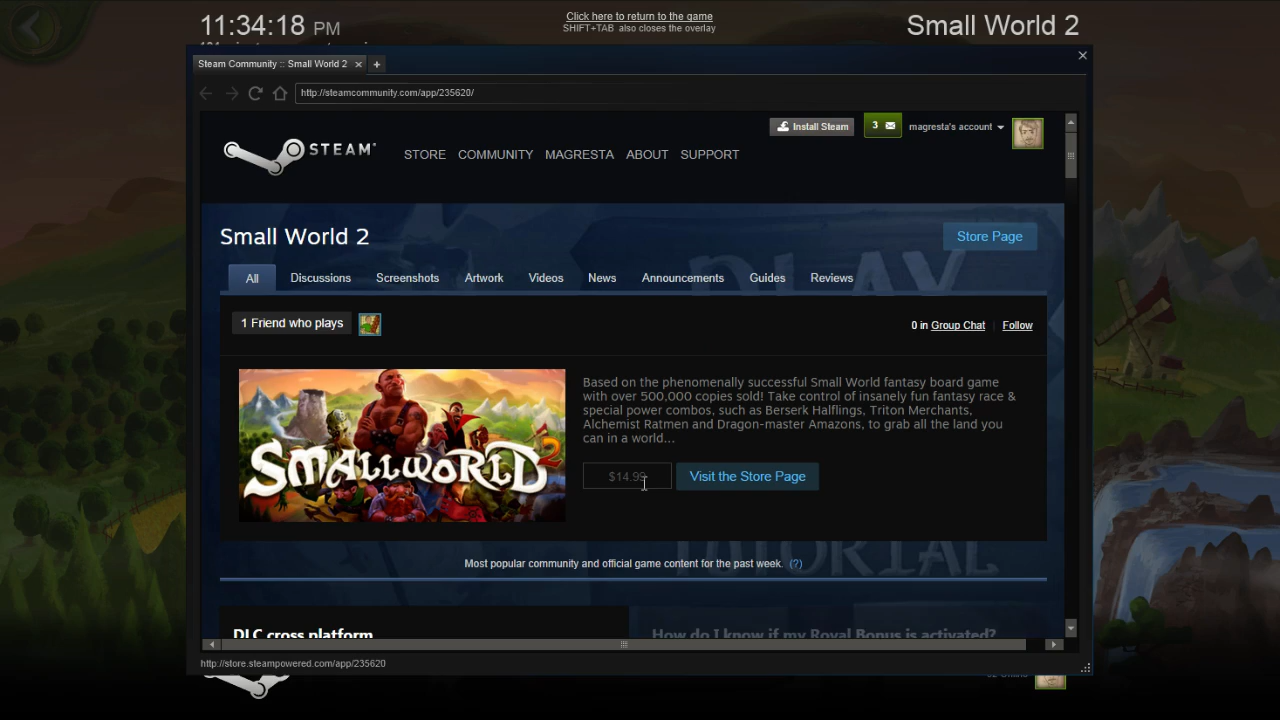 11:34:18 PM
Click here to return to the game
SHIFT+TAB also closes the overlay
Small World 2
Steam Community :: Small World 2
http://steamcommunity.com/app/235620/
Install Steam
3
magresta's account
STEAM
STORE COMMUNITY MAGRESTA ABOUT SUPPORT
Small World 2
Store Page
PLAY
All Discussions Screenshots Artwork Videos News Announcements Guides Reviews
1 Friend who plays
0 in Group Chat | Follow
SMALLWORLD 2
Based on the phenomenally successful Small World fantasy board game
with over 500,000 copies sold! Take control of insanely fun fantasy race &
special power combos, such as Berserk Halflings, Triton Merchants,
Alchemist Ratmen and Dragon-master Amazons, to grab all the land you
can in a world...
$14.99
Visit the Store Page
TUTORIAL
Most popular community and official game content for the past week. (?)
DLC cross platform
How do I know if my Royal Bonus is activated?
http://store.steampowered.com/app/235620